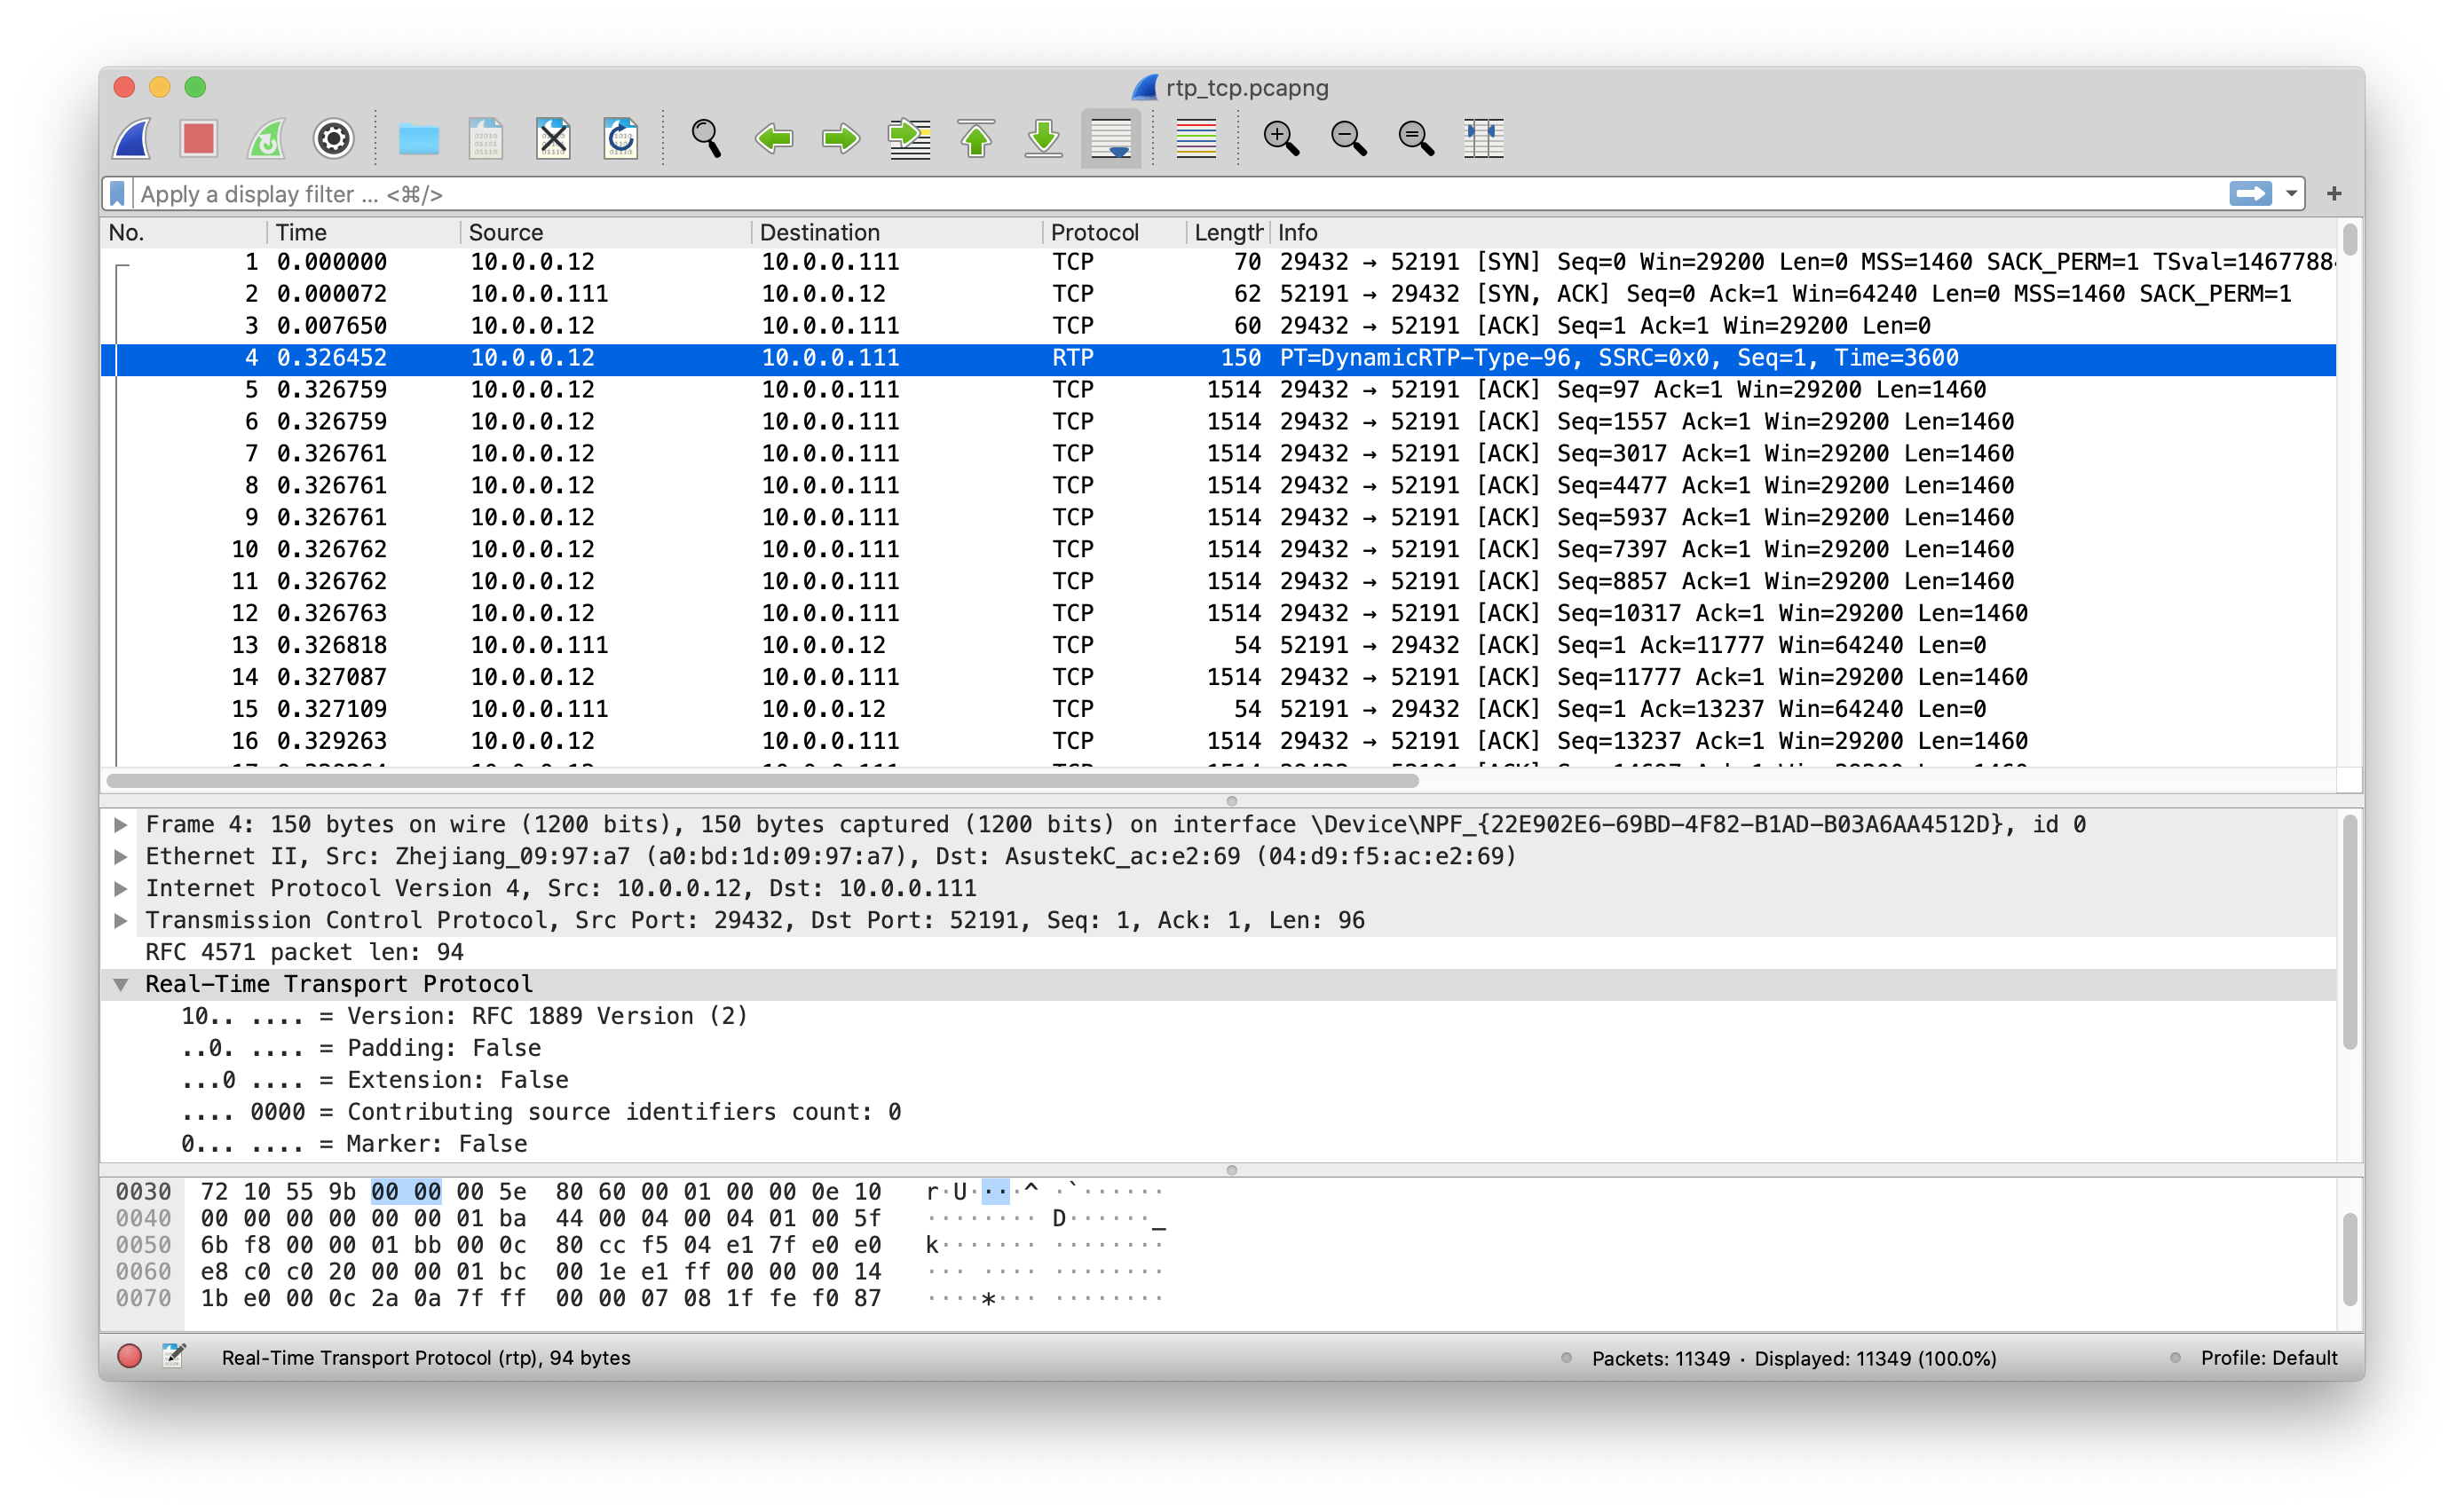 rtp_tcp.pcapng
Apply a display filter ... <⌘/>
No. Time Source Destination Protocol Length Info
1 0.000000 10.0.0.12 10.0.0.111 TCP 70 29432 → 52191 [SYN] Seq=0 Win=29200 Len=0 MSS=1460 SACK_PERM=1 TSval=1467788
2 0.000072 10.0.0.111 10.0.0.12 TCP 62 52191 → 29432 [SYN, ACK] Seq=0 Ack=1 Win=64240 Len=0 MSS=1460 SACK_PERM=1
3 0.007650 10.0.0.12 10.0.0.111 TCP 60 29432 → 52191 [ACK] Seq=1 Ack=1 Win=29200 Len=0
4 0.326452 10.0.0.12 10.0.0.111 RTP 150 PT=DynamicRTP-Type-96, SSRC=0x0, Seq=1, Time=3600
5 0.326759 10.0.0.12 10.0.0.111 TCP 1514 29432 → 52191 [ACK] Seq=97 Ack=1 Win=29200 Len=1460
6 0.326759 10.0.0.12 10.0.0.111 TCP 1514 29432 → 52191 [ACK] Seq=1557 Ack=1 Win=29200 Len=1460
7 0.326761 10.0.0.12 10.0.0.111 TCP 1514 29432 → 52191 [ACK] Seq=3017 Ack=1 Win=29200 Len=1460
8 0.326761 10.0.0.12 10.0.0.111 TCP 1514 29432 → 52191 [ACK] Seq=4477 Ack=1 Win=29200 Len=1460
9 0.326761 10.0.0.12 10.0.0.111 TCP 1514 29432 → 52191 [ACK] Seq=5937 Ack=1 Win=29200 Len=1460
10 0.326762 10.0.0.12 10.0.0.111 TCP 1514 29432 → 52191 [ACK] Seq=7397 Ack=1 Win=29200 Len=1460
11 0.326762 10.0.0.12 10.0.0.111 TCP 1514 29432 → 52191 [ACK] Seq=8857 Ack=1 Win=29200 Len=1460
12 0.326763 10.0.0.12 10.0.0.111 TCP 1514 29432 → 52191 [ACK] Seq=10317 Ack=1 Win=29200 Len=1460
13 0.326818 10.0.0.111 10.0.0.12 TCP 54 52191 → 29432 [ACK] Seq=1 Ack=11777 Win=64240 Len=0
14 0.327087 10.0.0.12 10.0.0.111 TCP 1514 29432 → 52191 [ACK] Seq=11777 Ack=1 Win=29200 Len=1460
15 0.327109 10.0.0.111 10.0.0.12 TCP 54 52191 → 29432 [ACK] Seq=1 Ack=13237 Win=64240 Len=0
16 0.329263 10.0.0.12 10.0.0.111 TCP 1514 29432 → 52191 [ACK] Seq=13237 Ack=1 Win=29200 Len=1460
Frame 4: 150 bytes on wire (1200 bits), 150 bytes captured (1200 bits) on interface \Device\NPF_{22E902E6-69BD-4F82-B1AD-B03A6AA4512D}, id 0
Ethernet II, Src: Zhejiang_09:97:a7 (a0:bd:1d:09:97:a7), Dst: AsustekC_ac:e2:69 (04:d9:f5:ac:e2:69)
Internet Protocol Version 4, Src: 10.0.0.12, Dst: 10.0.0.111
Transmission Control Protocol, Src Port: 29432, Dst Port: 52191, Seq: 1, Ack: 1, Len: 96
RFC 4571 packet len: 94
Real-Time Transport Protocol
10.. .... = Version: RFC 1889 Version (2)
..0. .... = Padding: False
...0 .... = Extension: False
.... 0000 = Contributing source identifiers count: 0
0... .... = Marker: False
0030 72 10 55 9b 00 00 00 5e 80 60 00 01 00 00 0e 10 r·U····^ ·`······
0040 00 00 00 00 00 00 01 ba 44 00 04 00 04 01 00 5f ········ D······_
0050 6b f8 00 00 01 bb 00 0c 80 cc f5 04 e1 7f e0 e0 k······· ········
0060 e8 c0 c0 20 00 00 01 bc 00 1e e1 ff 00 00 00 14 ··· ···· ········
0070 1b e0 00 0c 2a 0a 7f ff 00 00 07 08 1f fe f0 87 ····*··· ········
Real-Time Transport Protocol (rtp), 94 bytes
Packets: 11349 · Displayed: 11349 (100.0%)
Profile: Default